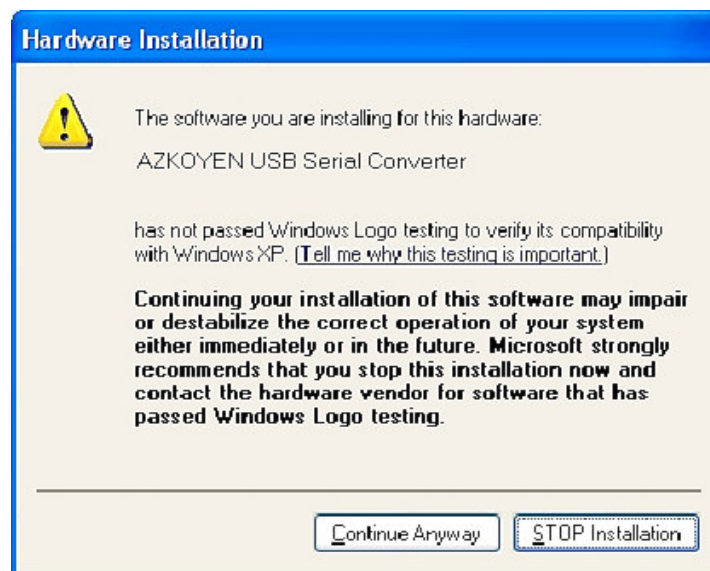 Hardware Installation
The software you are installing for this hardware:
AZKOYEN USB Serial Converter
has not passed Windows Logo testing to verify its compatibility
with Windows XP. (Tell me why this testing is important.)
Continuing your installation of this software may impair
or destabilize the correct operation of your system
either immediately or in the future. Microsoft strongly
recommends that you stop this installation now and
contact the hardware vendor for software that has
passed Windows Logo testing.
Continue Anyway
STOP Installation